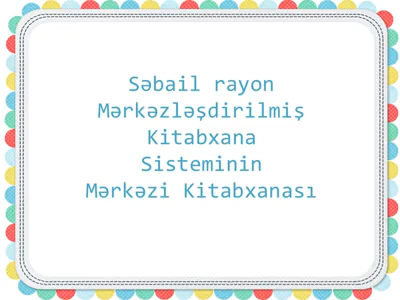 Səbail rayon
Mərkəzləşdirilmiş
Kitabxana
Sisteminin
Mərkəzi Kitabxanası